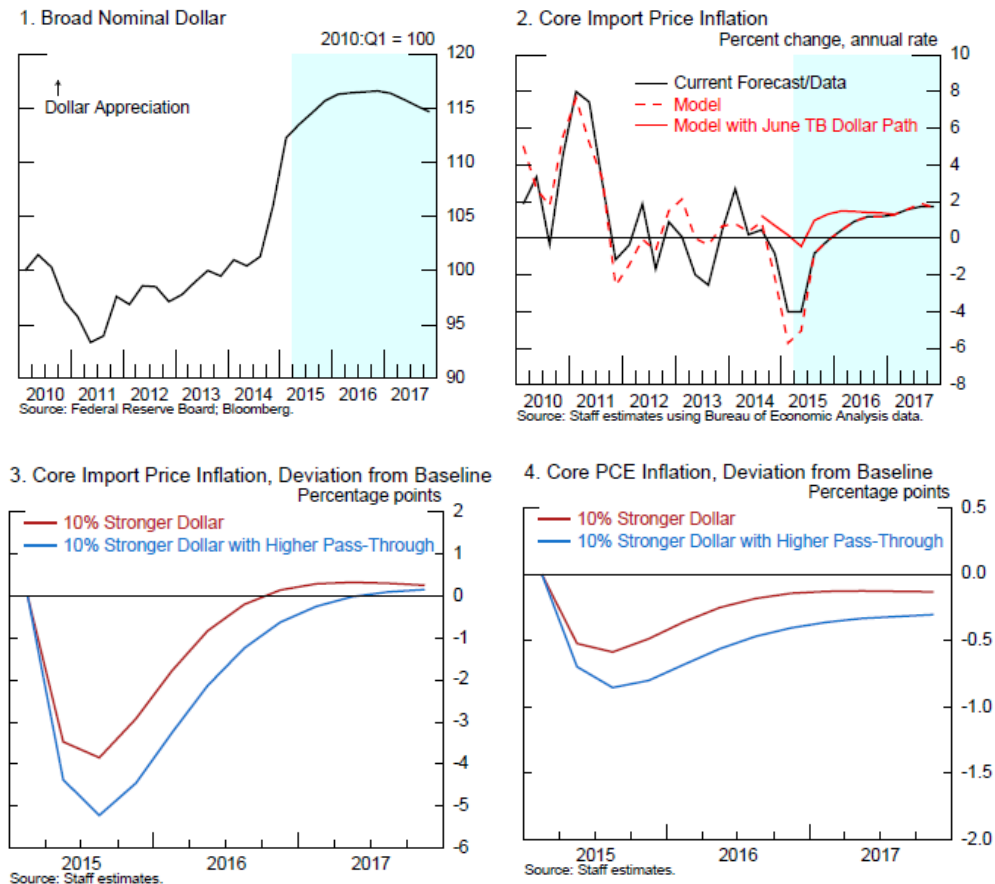 1. Broad Nominal Dollar
2010:Q1 = 100
120
115
110
105
100
95
90
↑
Dollar Appreciation
2010 2011 2012 2013 2014 2015 2016 2017
Source: Federal Reserve Board; Bloomberg.
2. Core Import Price Inflation
Percent change, annual rate
10
8
6
4
2
0
-2
-4
-6
-8
Current Forecast/Data
Model
Model with June TB Dollar Path
2010 2011 2012 2013 2014 2015 2016 2017
Source: Staff estimates using Bureau of Economic Analysis data.
3. Core Import Price Inflation, Deviation from Baseline
Percentage points
2
1
0
-1
-2
-3
-4
-5
-6
10% Stronger Dollar
10% Stronger Dollar with Higher Pass-Through
2015 2016 2017
Source: Staff estimates.
4. Core PCE Inflation, Deviation from Baseline
Percentage points
0.5
0.0
-0.5
-1.0
-1.5
-2.0
10% Stronger Dollar
10% Stronger Dollar with Higher Pass-Through
2015 2016 2017
Source: Staff estimates.